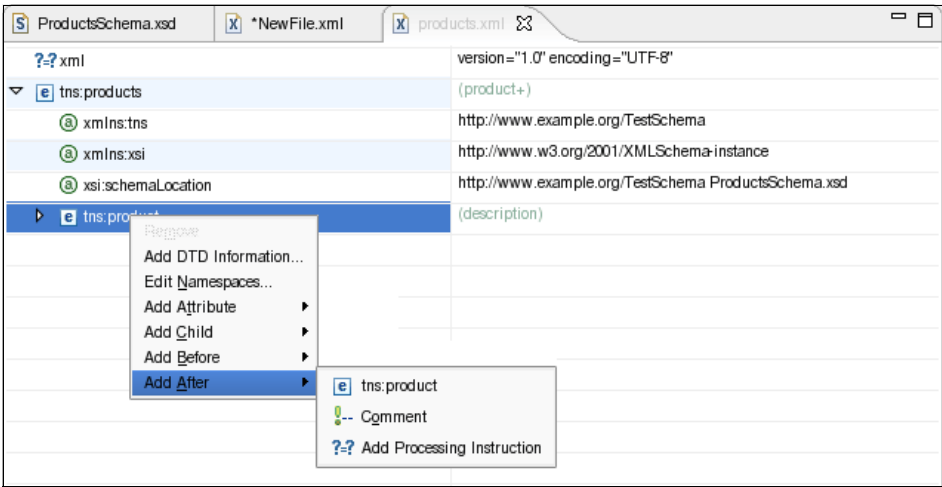 ProductsSchema.xsd *NewFile.xml products.xml
?=? xml version="1.0" encoding="UTF-8"
e tns:products (product+)
a xmlns:tns http://www.example.org/TestSchema
a xmlns:xsi http://www.w3.org/2001/XMLSchema-instance
a xsi:schemaLocation http://www.example.org/TestSchema ProductsSchema.xsd
e tns:product (description)
Remove
Add DTD Information...
Edit Namespaces...
Add Attribute
Add Child
Add Before
Add After
e tns:product
!-- Comment
?=? Add Processing Instruction